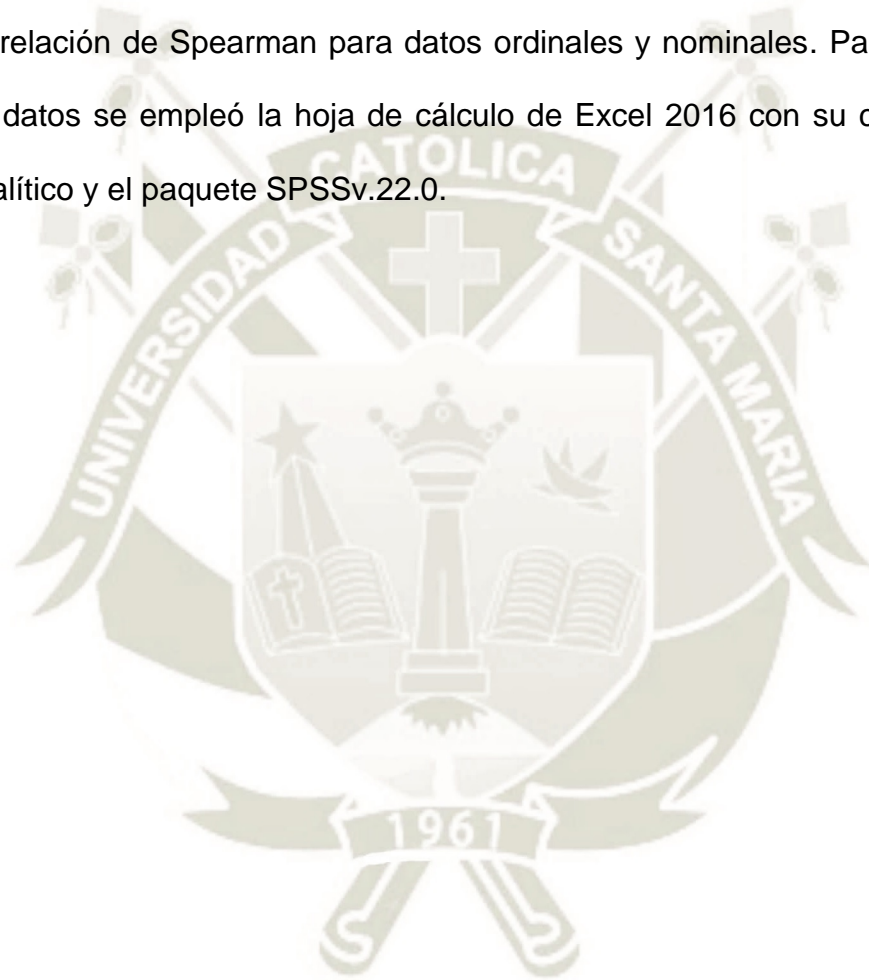 relación de Spearman para datos ordinales y nominales. Pa
datos se empleó la hoja de cálculo de Excel 2016 con su
alítico y el paquete SPSSv.22.0.
UNIVERSIDAD CATOLICA SANTA MARIA
1961